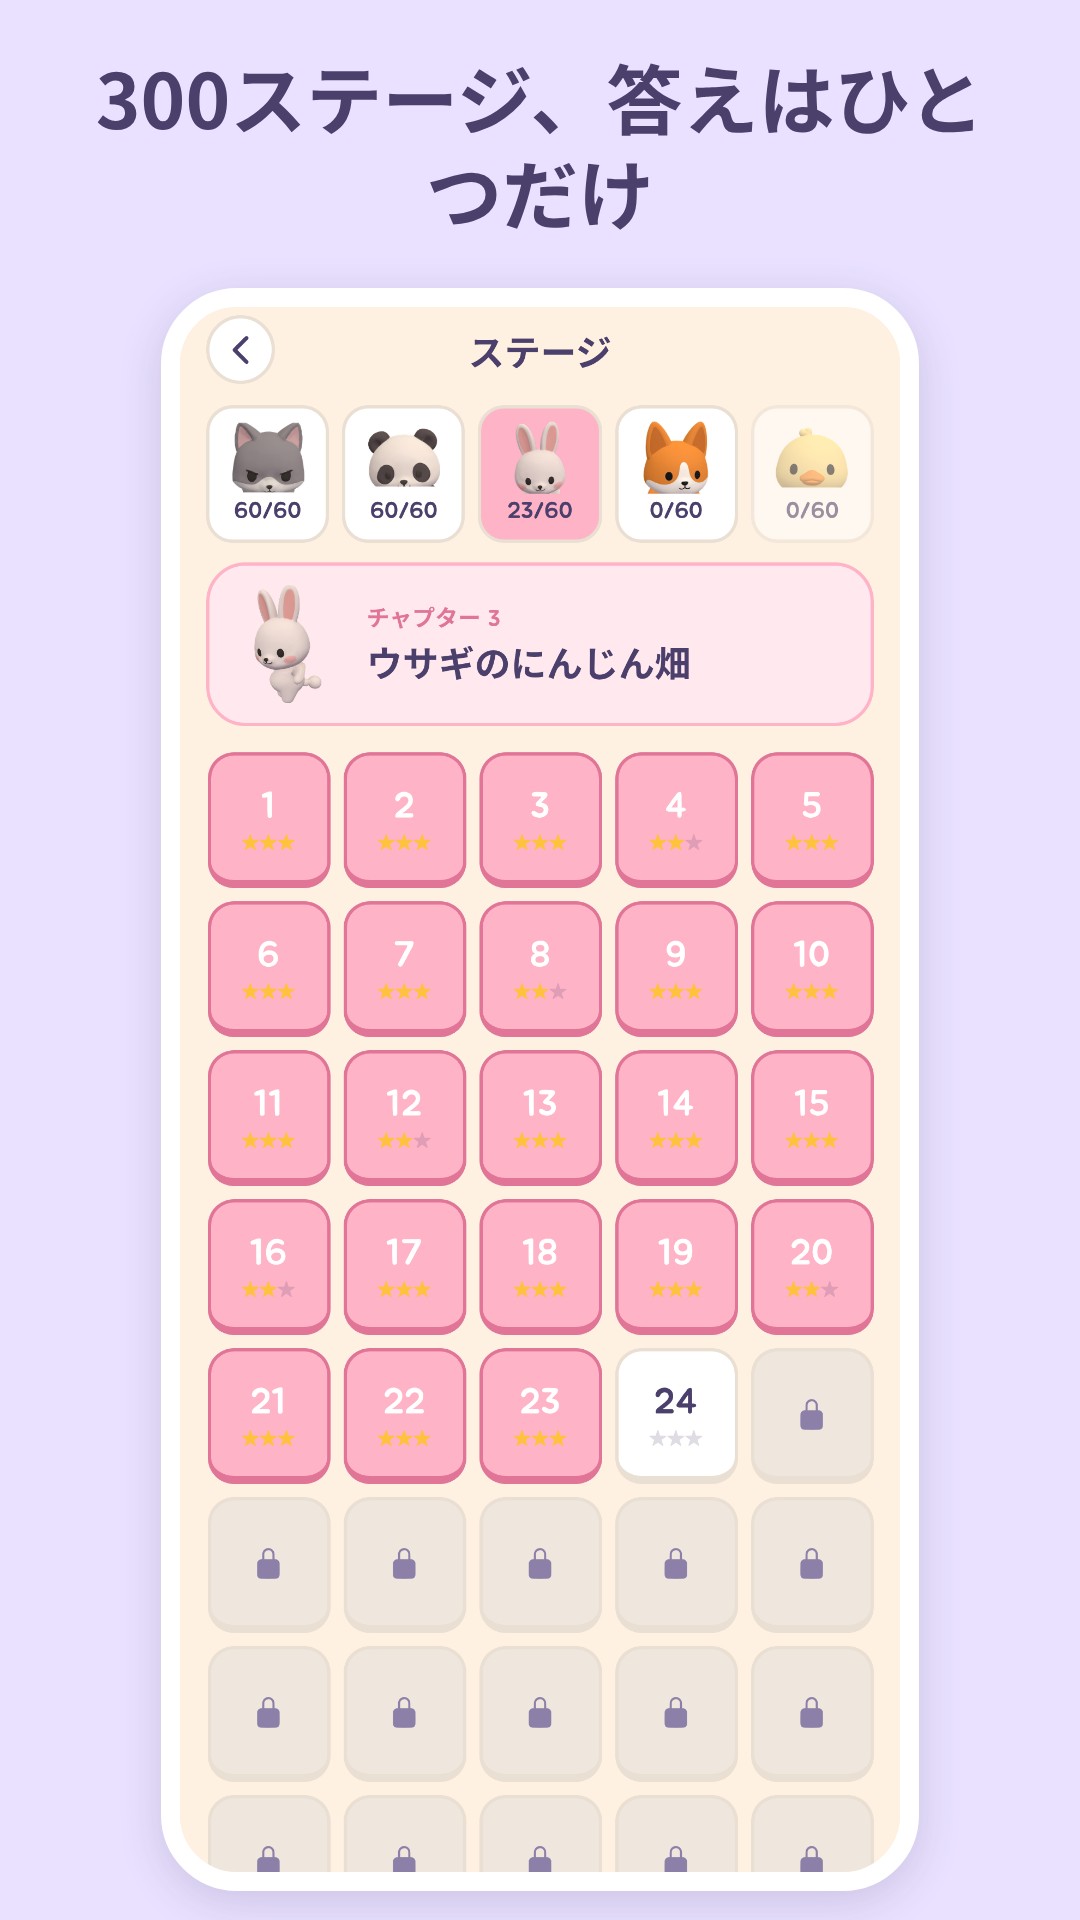 300ステージ、答えはひと
つだけ
ステージ
60/60 60/60 23/60 0/60 0/60
チャプター 3
ウサギのにんじん畑
1 2 3 4 5
6 7 8 9 10
11 12 13 14 15
16 17 18 19 20
21 22 23 24